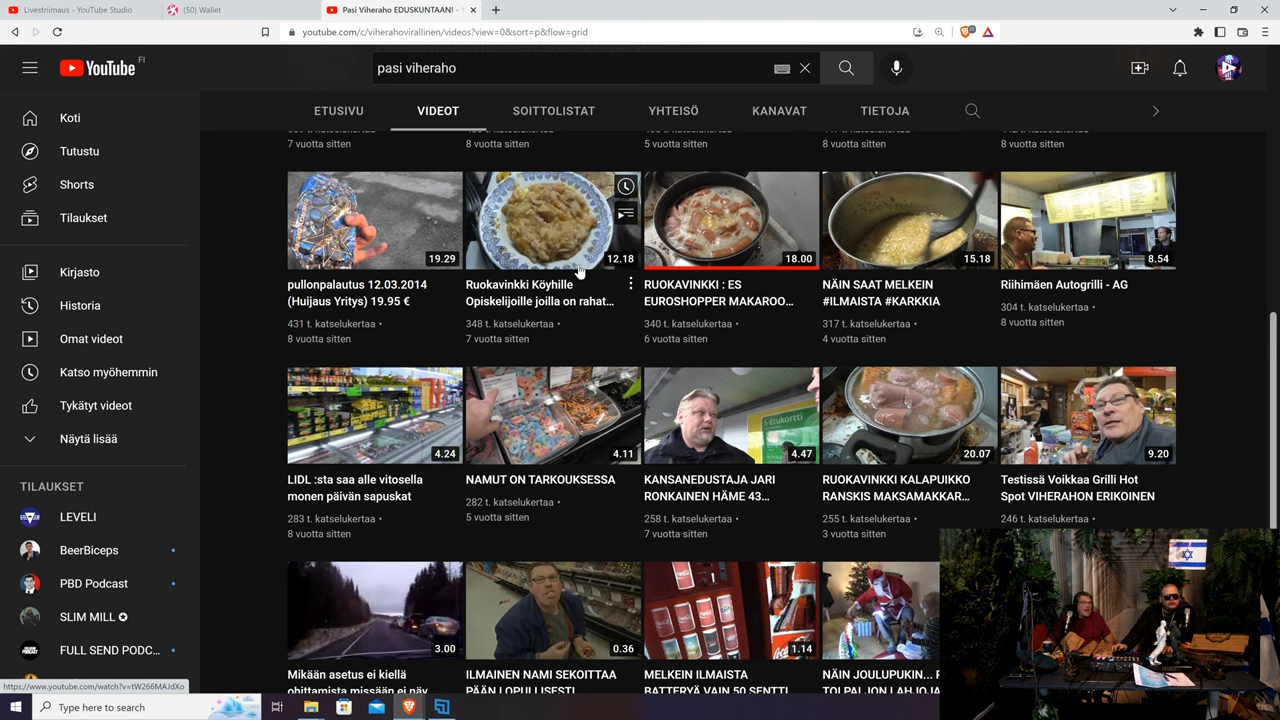 Livestriimaus - YouTube Studio
(50) Wallet
Pasi Viheraho EDUSKUNTAAN! -
youtube.com/c/viherahovirallinen/videos?view=0&sort=p&flow=grid
YouTube FI
pasi viheraho
ETUSIVU
VIDEOT
SOITTOLISTAT
YHTEISÖ
KANAVAT
TIETOJA
Koti
Tutustu
Shorts
Tilaukset
Kirjasto
Historia
Omat videot
Katso myöhemmin
Tykätyt videot
Näytä lisää
TILAUKSET
LEVELI
BeerBiceps
PBD Podcast
SLIM MILL
FULL SEND PODC...
7 vuotta sitten
8 vuotta sitten
5 vuotta sitten
8 vuotta sitten
8 vuotta sitten
19.29
12.18
18.00
15.18
8.54
pullonpalautus 12.03.2014
(Huijaus Yritys) 19.95 €
431 t. katselukertaa •
8 vuotta sitten
Ruokavinkki Köyhille
Opiskelijoille joilla on rahat...
348 t. katselukertaa •
7 vuotta sitten
RUOKAVINKKI : ES
EUROSHOPPER MAKAROO...
340 t. katselukertaa •
6 vuotta sitten
NÄIN SAAT MELKEIN
#ILMAISTA #KARKKIA
317 t. katselukertaa •
4 vuotta sitten
Riihimäen Autogrilli - AG
304 t. katselukertaa •
8 vuotta sitten
4.24
4.11
S-Etukortti
4.47
20.07
9.20
LIDL :sta saa alle vitosella
monen päivän sapuskat
283 t. katselukertaa •
8 vuotta sitten
NAMUT ON TARKOUKSESSA
282 t. katselukertaa •
5 vuotta sitten
KANSANEDUSTAJA JARI
RONKAINEN HÄME 43...
258 t. katselukertaa •
7 vuotta sitten
RUOKAVINKKI KALAPUIKKO
RANSKIS MAKSAMAKKAR...
255 t. katselukertaa •
3 vuotta sitten
Testissä Voikkaa Grilli Hot
Spot VIHERAHON ERIKOINEN
246 t. katselukertaa •
3.00
0.36
1.14
Mikään asetus ei kiellä
ohittamista missään ei näy
ILMAINEN NAMI SEKOITTAA
PÄÄN LOPULLISESTI
MELKEIN ILMAISTA
BATTERYÄ VAIN 50 SENTTI
NÄIN JOULUPUKIN...
TOI PALJON LAHJOJA
https://www.youtube.com/watch?v=tW266MAJdXo
Type here to search